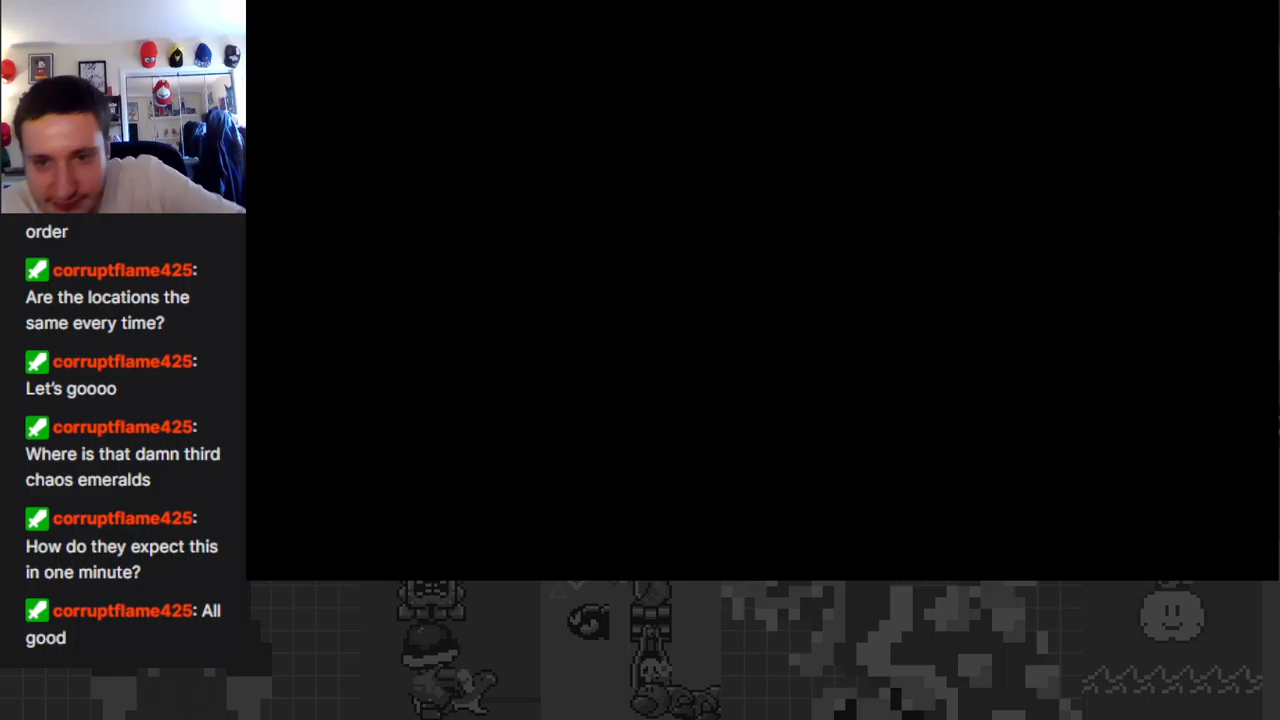 order
corruptflame425:
Are the locations the
same every time?
corruptflame425:
Let's goooo
corruptflame425:
Where is that damn third
chaos emeralds
corruptflame425:
How do they expect this
in one minute?
corruptflame425: All
good